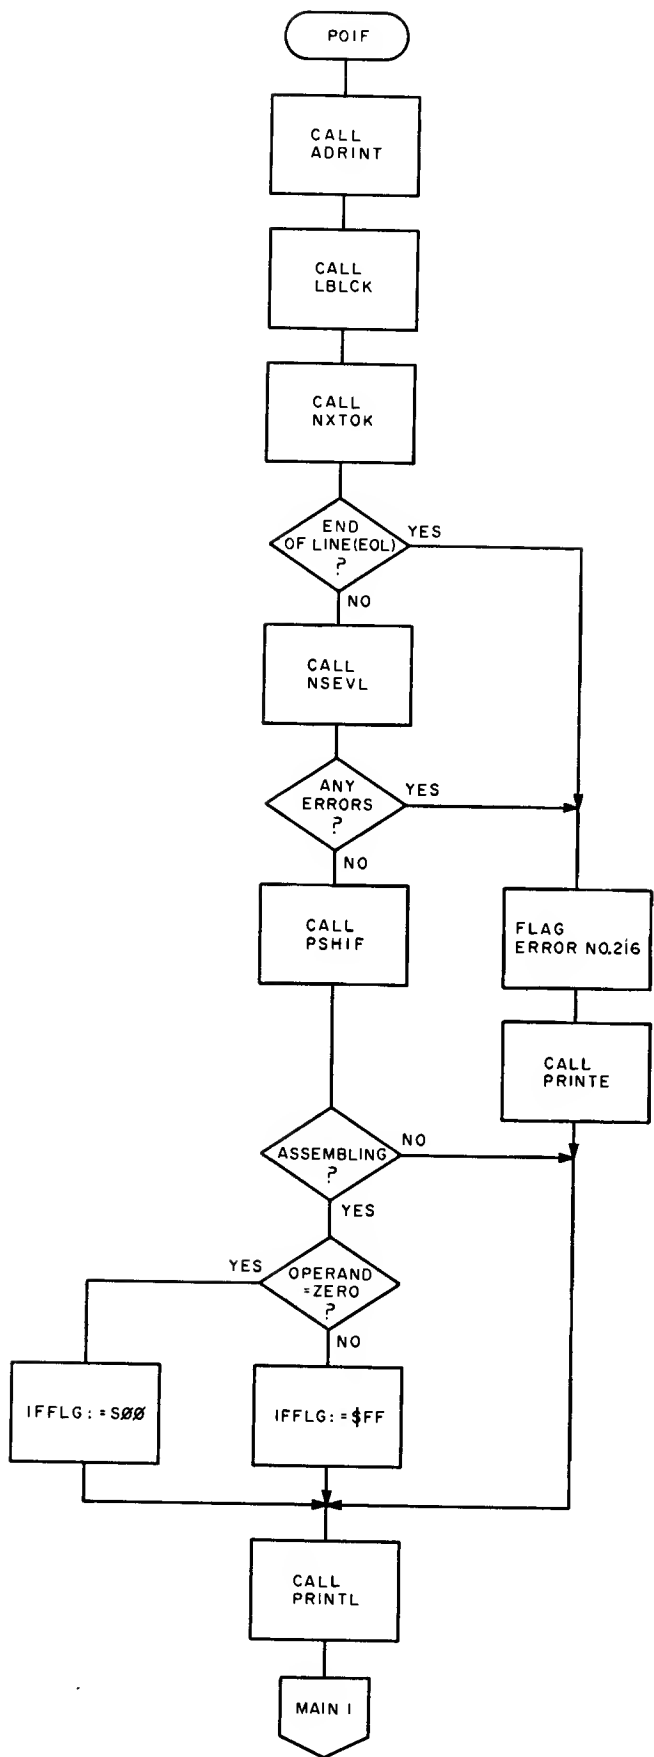 POIF
CALL
ADRINT
CALL
LBLCK
CALL
NXTOK
END
OF LINE(EOL)
?
YES
NO
CALL
NSEVL
ANY
ERRORS
?
YES
NO
CALL
PSHIF
FLAG
ERROR NO.216
CALL
PRINTE
ASSEMBLING
?
NO
YES
OPERAND
=ZERO
?
YES
NO
IFFLG:=SØØ
IFFLG:=$FF
CALL
PRINTL
MAIN I